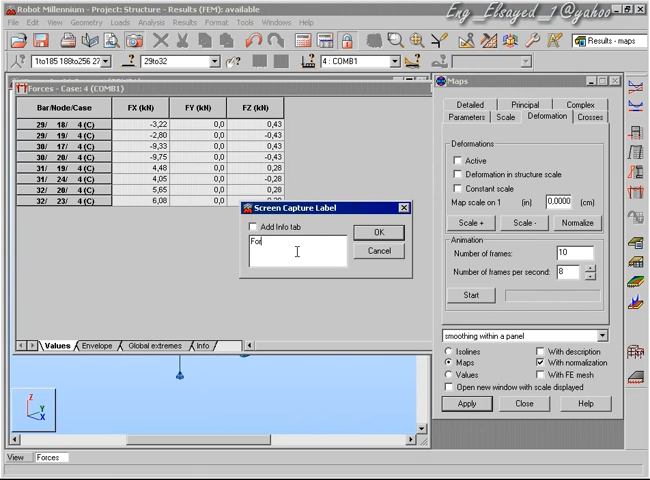 Robot Millennium - Project: Structure - Results (FEM): available
Eng_Elsayed_1@yahoo
File Edit View Geometry Loads Analysis Results Format Tools Window Help
Results - maps
1to185 188to256 27
29to32
4 : COMB1
Forces - Case: 4 (COMB1)
Bar/Node/Case FX (kN) FY (kN) FZ (kN)
29/ 18/ 4 (C) -3,22 0,0 0,43
29/ 19/ 4 (C) -2,80 0,0 -0,43
30/ 17/ 4 (C) -9,33 0,0 0,43
30/ 20/ 4 (C) -9,75 0,0 -0,43
31/ 19/ 4 (C) 4,48 0,0 0,28
31/ 24/ 4 (C) 4,05 0,0 -0,28
32/ 20/ 4 (C) 5,65 0,0 0,28
32/ 23/ 4 (C) 6,08 0,0
Screen Capture Label
Add Info tab
For
OK
Cancel
Values Envelope Global extremes Info
Z
Y
X
View Forces
Maps
Detailed Principal Complex
Parameters Scale Deformation Crosses
Deformations
Active
Deformation in structure scale
Constant scale
Map scale on 1 (in) 0,0000 (cm)
Scale + Scale - Normalize
Animation
Number of frames: 10
Number of frames per second: 8
Start
smoothing within a panel
Isolines With description
Maps With normalization
Values With FE mesh
Open new window with scale displayed
Apply Close Help